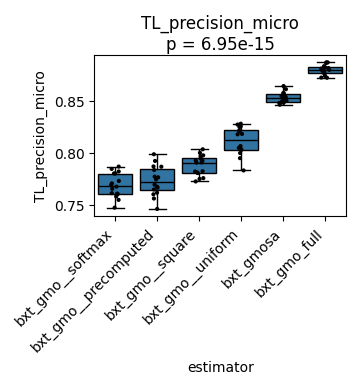 TL_precision_micro
p = 6.95e-15
TL_precision_micro
0.85
0.80
0.75
bxt_gmo__softmax
bxt_gmo__precomputed
bxt_gmo__square
bxt_gmo__uniform
bxt_gmosa
bxt_gmo_full
estimator